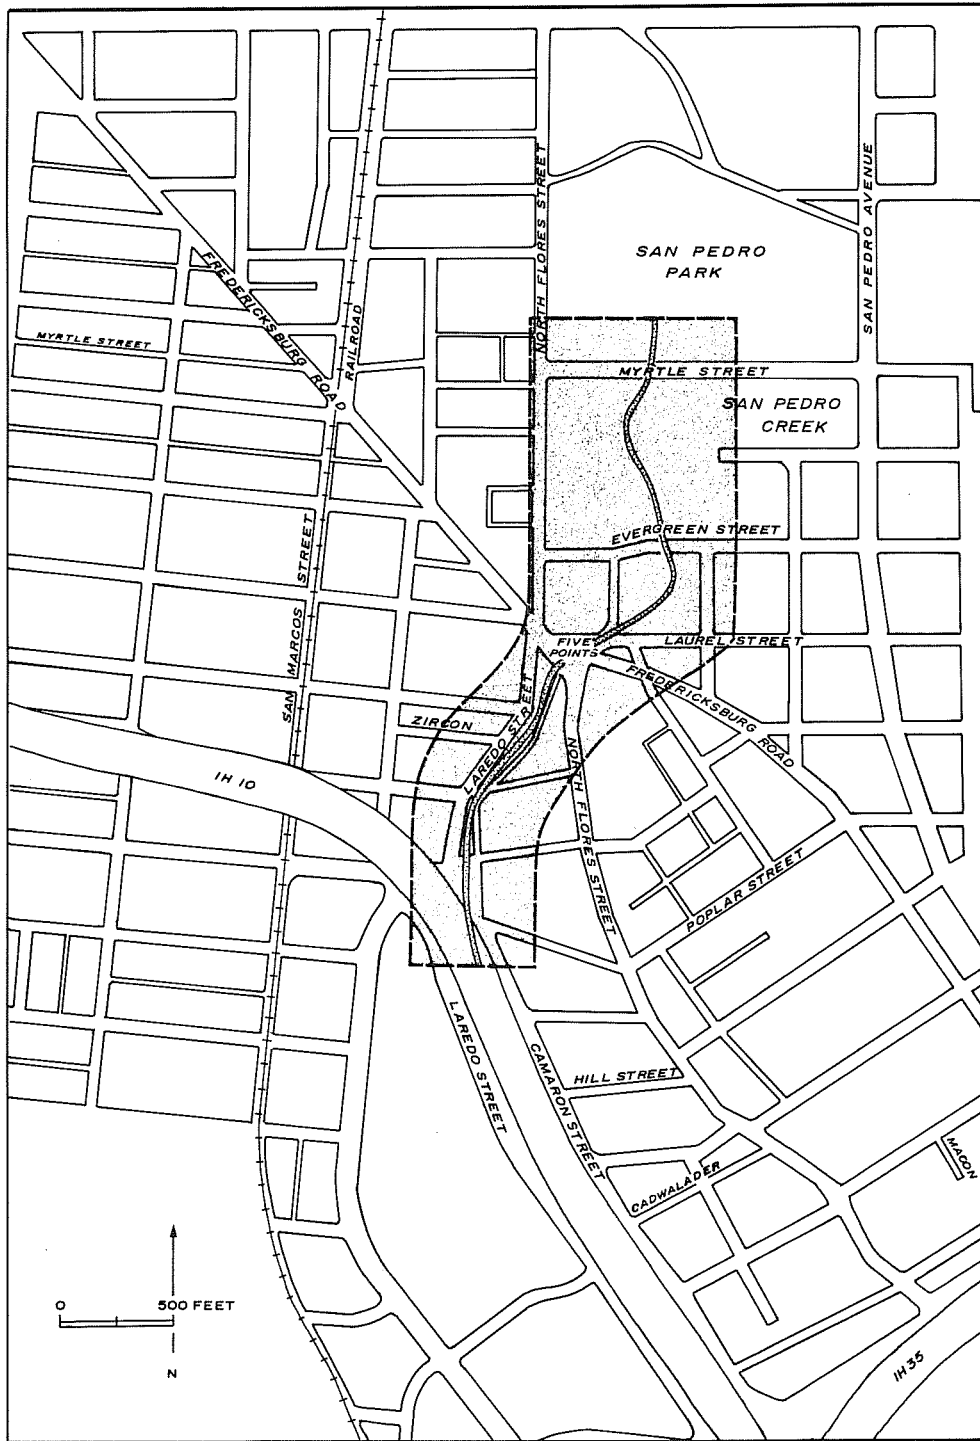 NORTH FLORES STREET
SAN PEDRO AVENUE
SAN PEDRO
PARK
FREDERICKSBURG ROAD
RAILROAD
MYRTLE STREET
MYRTLE STREET
SAN PEDRO
CREEK
EVERGREEN STREET
SAN MARCOS STREET
FIVE
POINTS
LAUREL STREET
FREDERICKSBURG ROAD
ZIRCON
LAREDO STREET
NORTH FLORES STREET
IH 10
POPLAR STREET
LAREDO STREET
CAMARON STREET
HILL STREET
CADWALADER
MACON
0 500 FEET
N
IH 35